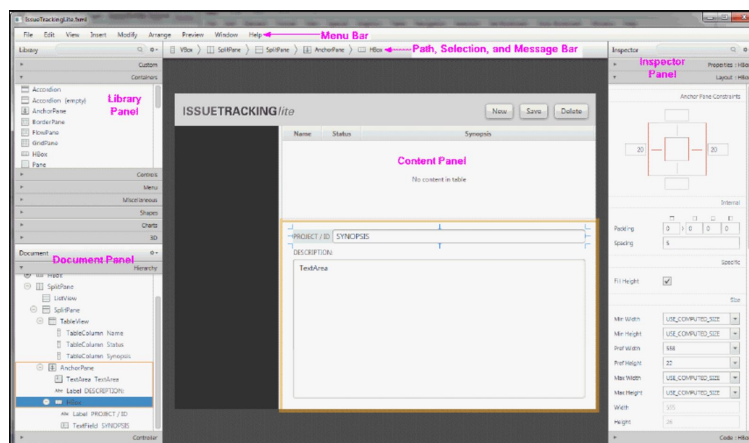 IssueTrackingLite.fxml
File Edit View Insert Modify Arrange Preview Window Help
Menu Bar
Library
VBox SplitPane SplitPane AnchorPane HBox
Path, Selection, and Message Bar
Custom
Containers
Accordion
Accordion (empty)
AnchorPane
BorderPane
FlowPane
GridPane
HBox
Pane
Library
Panel
Controls
Menu
Miscellaneous
Shapes
Charts
3D
Document
Document Panel
Hierarchy
HBox
SplitPane
ListView
SplitPane
TableView
TableColumn Name
TableColumn Status
TableColumn Synopsis
AnchorPane
TextArea TextArea
Abc Label DESCRIPTION
HBox
Abc Label PROJECT / ID
TextField SYNOPSIS
Controller
ISSUETRACKINGlite
New Save Delete
Name Status Synopsis
Content Panel
No content in table
PROJECT / ID SYNOPSIS
DESCRIPTION
TextArea
Inspector
Inspector
Panel
Properties : HBox
Layout : HBox
Anchor Pane Constraints
20 20
Internal
Padding 0 0 0 0
Spacing 5
Specific
Fill Height
Size
Min Width USE_COMPUTED_SIZE
Min Height USE_COMPUTED_SIZE
Pref Width
Pref Height 22
Max Width USE_COMPUTED_SIZE
Max Height USE_COMPUTED_SIZE
Width
Height
Code : HBox